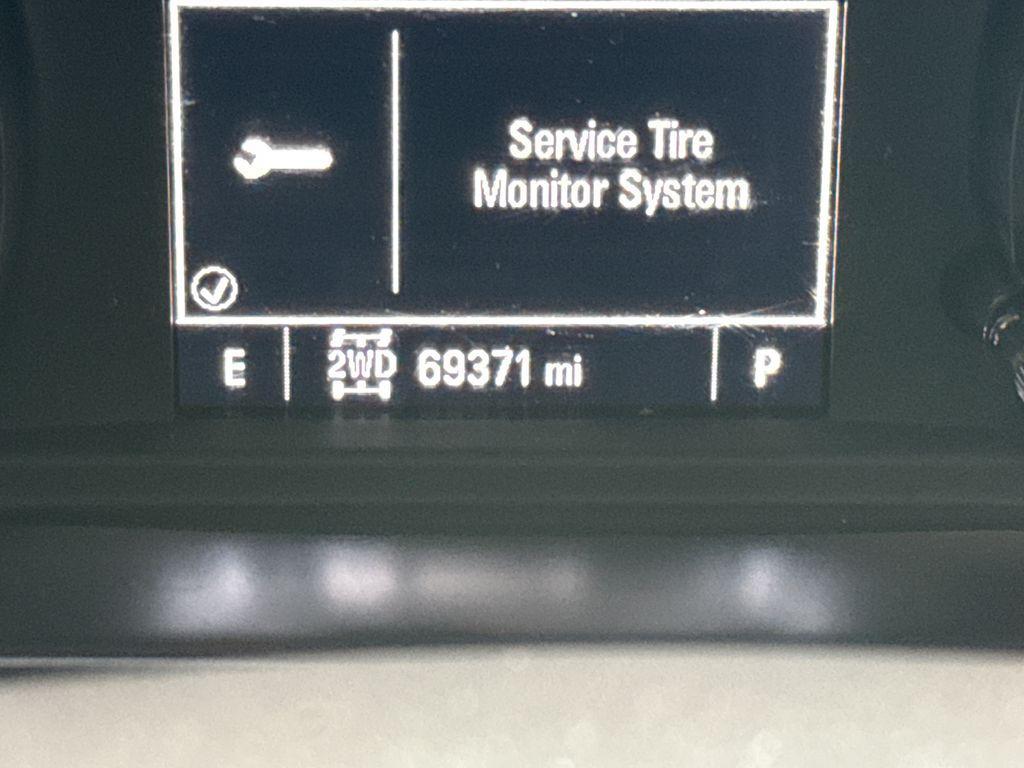 Service Tire
Monitor System
E 2WD 69371 mi P